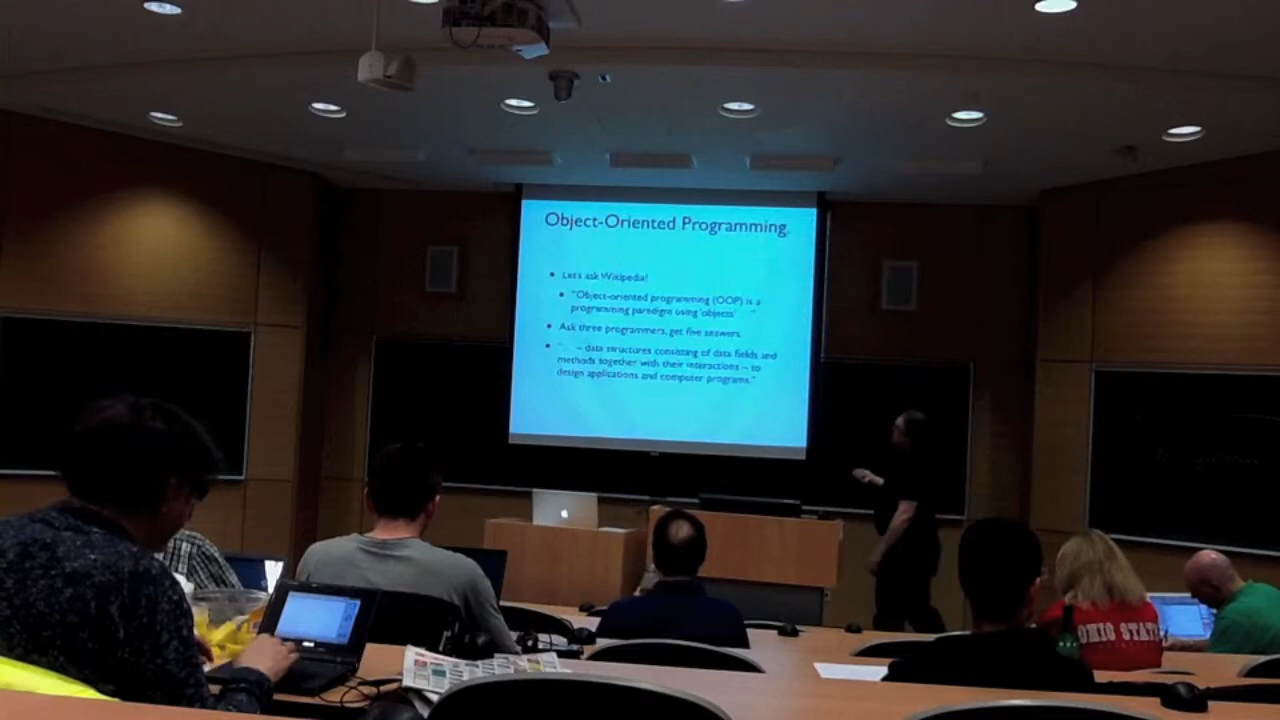 Object-Oriented Programming
• Let's ask Wikipedia!
• "Object-oriented programming (OOP) is a
programming paradigm using 'objects' "
• Ask three programmers, get five answers.
• "... – data structures consisting of data fields and
methods together with their interactions – to
design applications and computer programs."
OHIO STATE